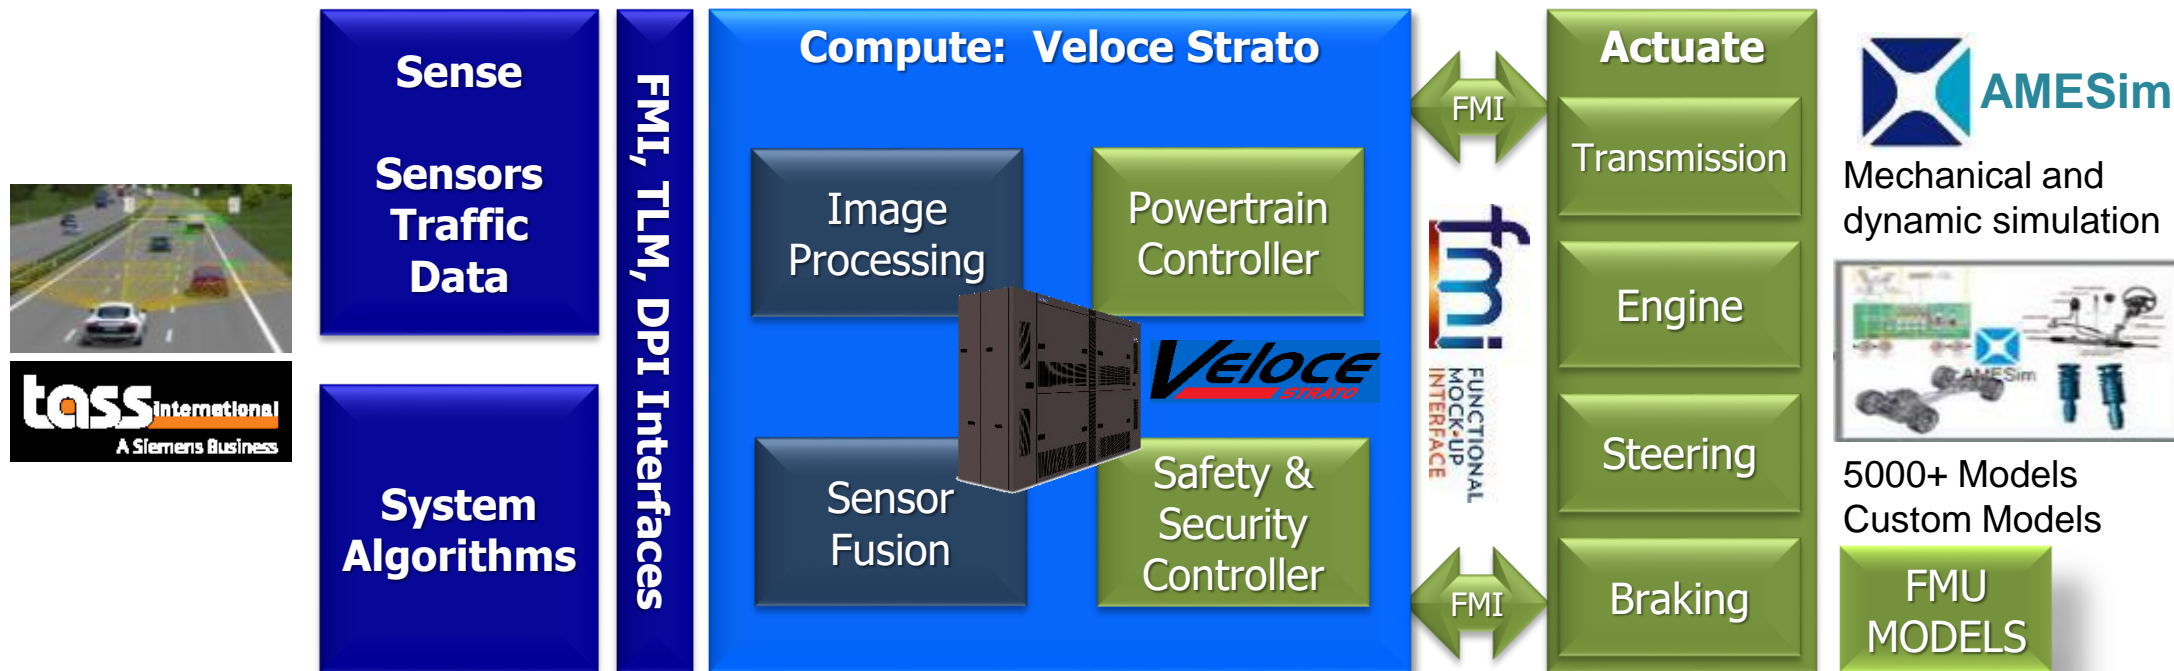 tass international
A Siemens Business
Sense
Sensors
Traffic
Data
System
Algorithms
FMI, TLM, DPI Interfaces
Compute: Veloce Strato
Image
Processing
Powertrain
Controller
VELOCE
STRATO
Sensor
Fusion
Safety &
Security
Controller
FMI
fmi
FUNCTIONAL
MOCK-UP
INTERFACE
FMI
Actuate
Transmission
Engine
Steering
Braking
AMESim
Mechanical and
dynamic simulation
AMESim
5000+ Models
Custom Models
FMU
MODELS